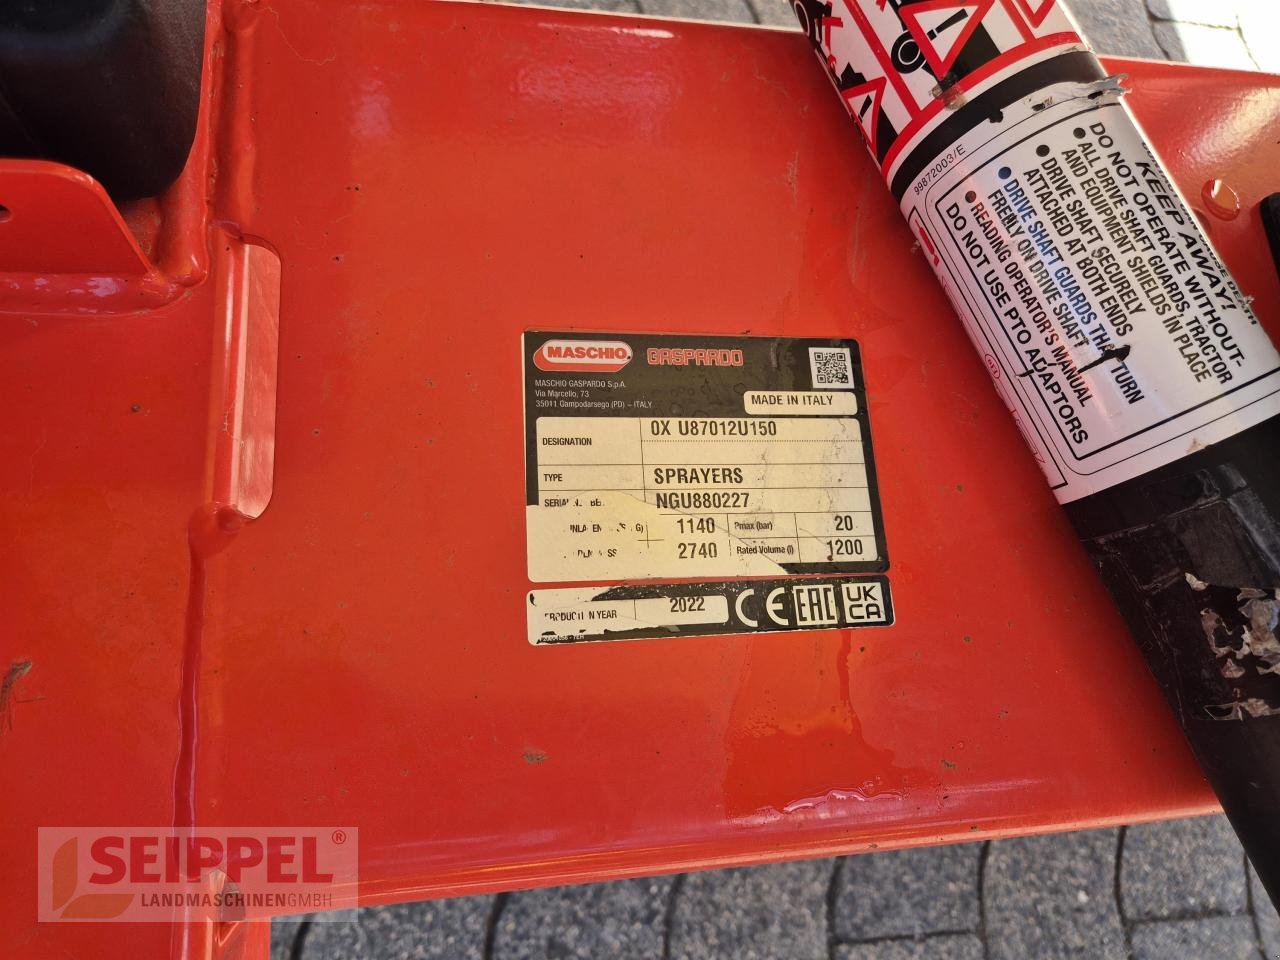 MASCHIO
GASPARDO
MASCHIO GASPARDO S.p.A.
Via Marcello, 73
35011 Campodarsego (PD) - ITALY
MADE IN ITALY
DESIGNATION
0X U87012U150
TYPE
SPRAYERS
NGU880227
1140
Pmax (bar)
20
2740
Rated Volume (l)
1200
YEAR
2022
CE
EAC
UK
CA
99872003/E
KEEP AWAY!
DO NOT OPERATE WITHOUT-
● ALL DRIVE SHAFT GUARDS, TRACTOR
AND EQUIPMENT SHIELDS IN PLACE
● DRIVE SHAFT SECURELY
ATTACHED AT BOTH ENDS
● DRIVE SHAFT GUARDS THAT TURN
FREELY ON DRIVE SHAFT
● READING OPERATOR'S MANUAL
DO NOT USE PTO ADAPTORS
SEIPPEL®
LANDMASCHINENGMBH